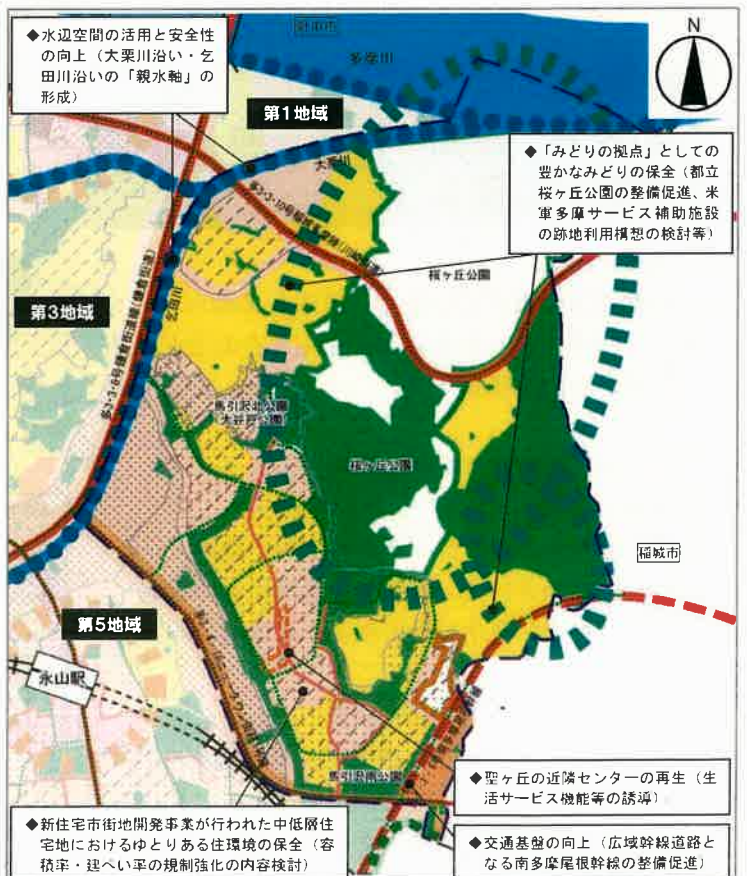 ◆水辺空間の活用と安全性
の向上（大栗川沿い・乞
田川沿いの「親水軸」の
形成）
府中市
多摩川
N
第1地域
大栗川
◆「みどりの拠点」としての
豊かなみどりの保全（都立
桜ヶ丘公園の整備促進、米
軍多摩サービス補助施設
の跡地利用構想の検討等）
桜ヶ丘公園
第3地域
乞田川
馬引沢北公園
大谷戸公園
桜ヶ丘公園
稲城市
第5地域
永山駅
馬引沢南公園
◆聖ヶ丘の近隣センターの再生（生
活サービス機能等の誘導）
◆新住宅市街地開発事業が行われた中低層住
宅地におけるゆとりある住環境の保全（容
積率・建ぺい率の規制強化の内容検討）
◆交通基盤の向上（広域幹線道路と
なる南多摩尾根幹線の整備促進）